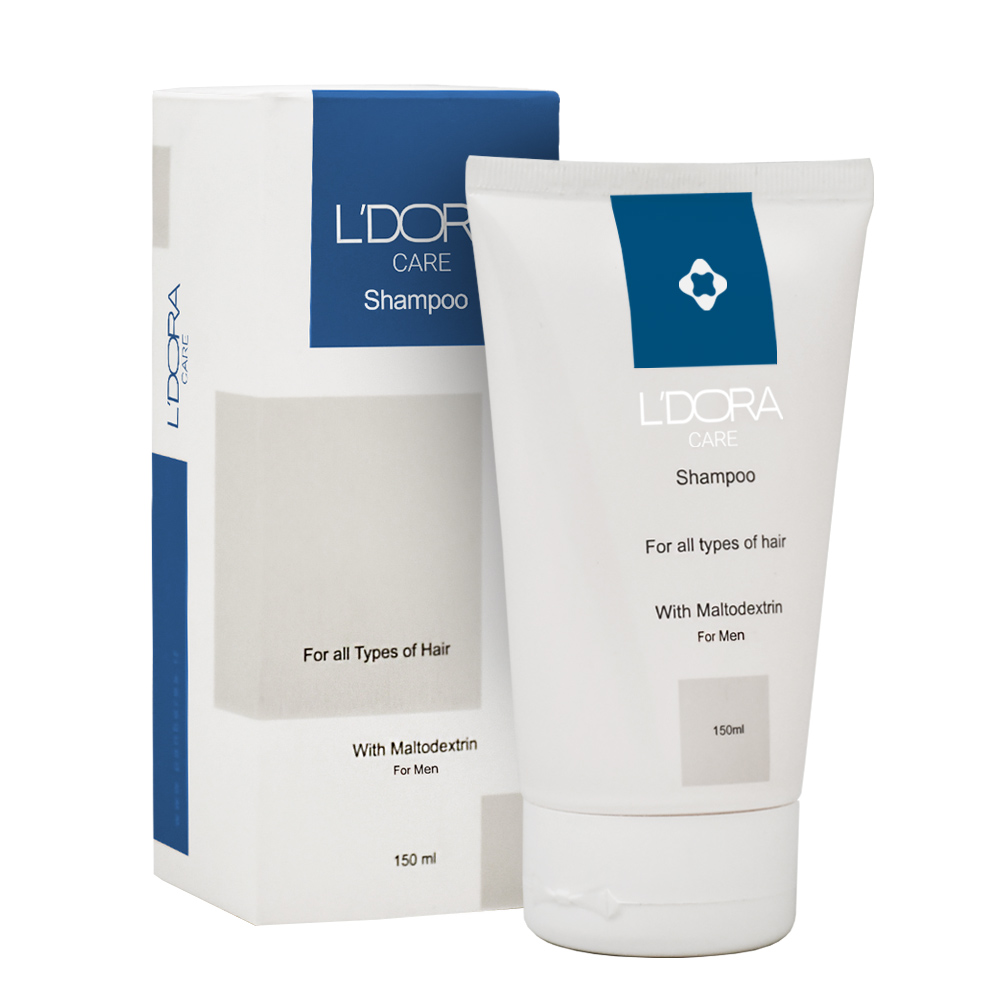 L'DORA
CARE
Shampoo
For all Types of Hair
With Maltodextrin
For Men
150 ml
L'DORA
CARE
L'DORA
CARE
Shampoo
For all types of hair
With Maltodextrin
For Men
150ml